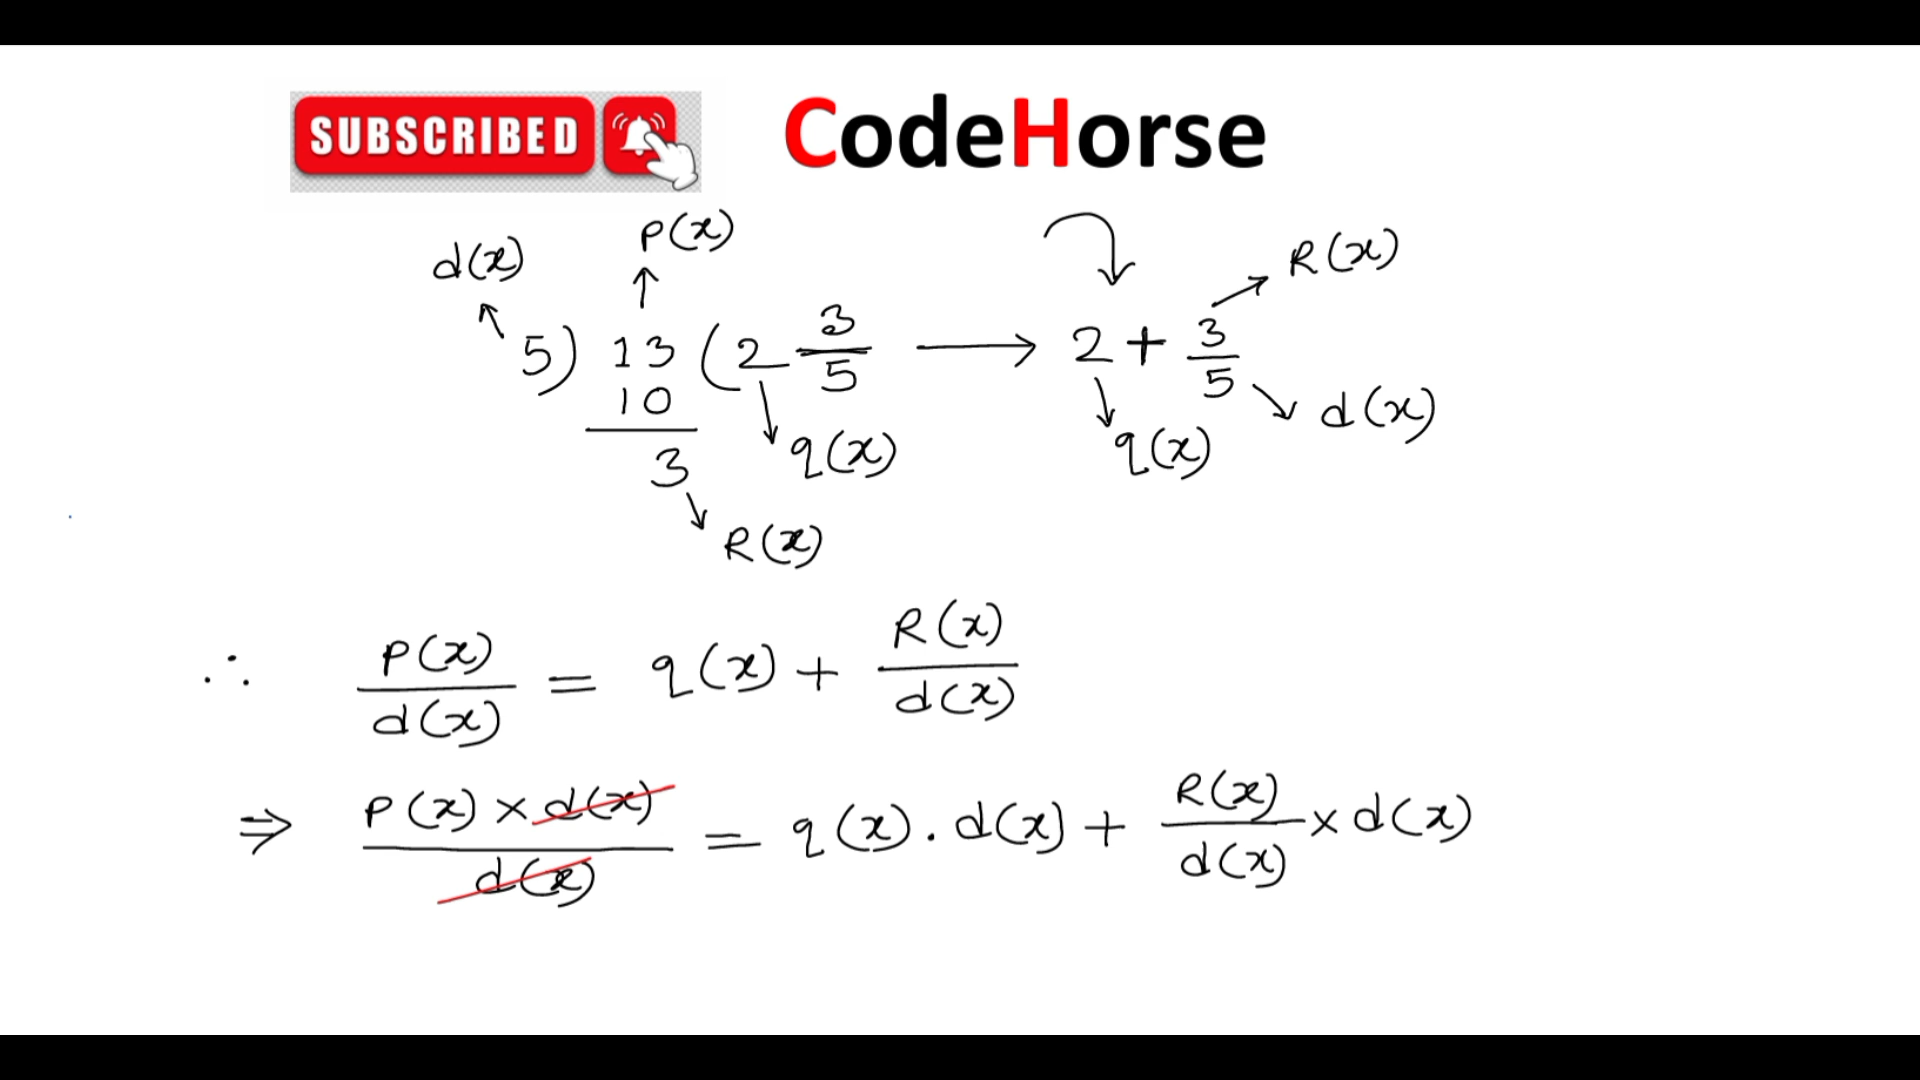 SUBSCRIBED CodeHorse
d(x) P(x) R(x)
5) 13 (2 3/5 → 2 + 3/5
10 d(x)
3 q(x) q(x)
R(x)
∴ P(x)/d(x) = q(x) + R(x)/d(x)
⇒ P(x) × d(x)/d(x) = q(x) . d(x) + R(x)/d(x) × d(x)